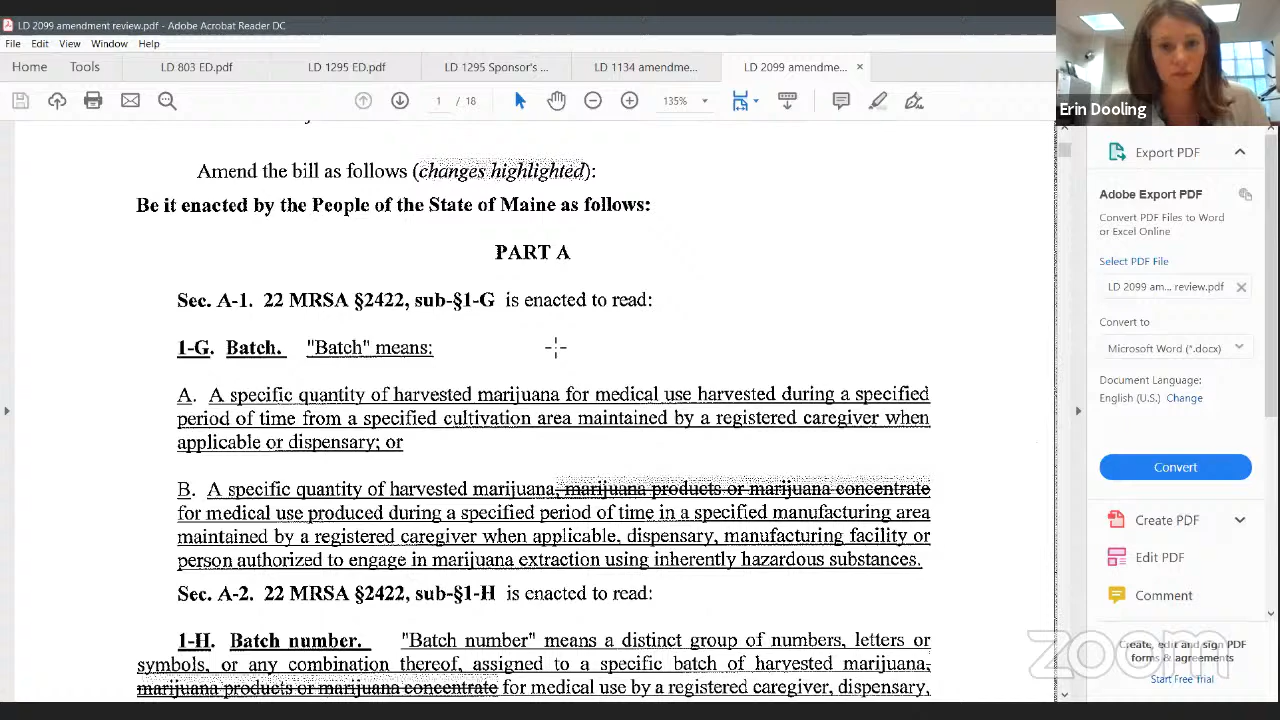 LD 2099 amendment review.pdf - Adobe Acrobat Reader DC
File Edit View Window Help
Home Tools LD 803 ED.pdf LD 1295 ED.pdf LD 1295 Sponsor's ... LD 1134 amendme... LD 2099 amendme... ×
1 / 18 135%
Erin Dooling
Amend the bill as follows (changes highlighted):
Be it enacted by the People of the State of Maine as follows:
PART A
Sec. A-1. 22 MRSA §2422, sub-§1-G is enacted to read:
1-G. Batch. "Batch" means:
A. A specific quantity of harvested marijuana for medical use harvested during a specified
period of time from a specified cultivation area maintained by a registered caregiver when
applicable or dispensary; or
B. A specific quantity of harvested marijuana, marijuana products or marijuana concentrate
for medical use produced during a specified period of time in a specified manufacturing area
maintained by a registered caregiver when applicable, dispensary, manufacturing facility or
person authorized to engage in marijuana extraction using inherently hazardous substances.
Sec. A-2. 22 MRSA §2422, sub-§1-H is enacted to read:
1-H. Batch number. "Batch number" means a distinct group of numbers, letters or
symbols, or any combination thereof, assigned to a specific batch of harvested marijuana,
marijuana products or marijuana concentrate for medical use by a registered caregiver, dispensary,
Export PDF
Adobe Export PDF
Convert PDF Files to Word
or Excel Online
Select PDF File
LD 2099 am... review.pdf ×
Convert to
Microsoft Word (*.docx)
Document Language:
English (U.S.) Change
Convert
Create PDF
Edit PDF
Comment
zoom
Create, edit and sign PDF
forms & agreements
Start Free Trial